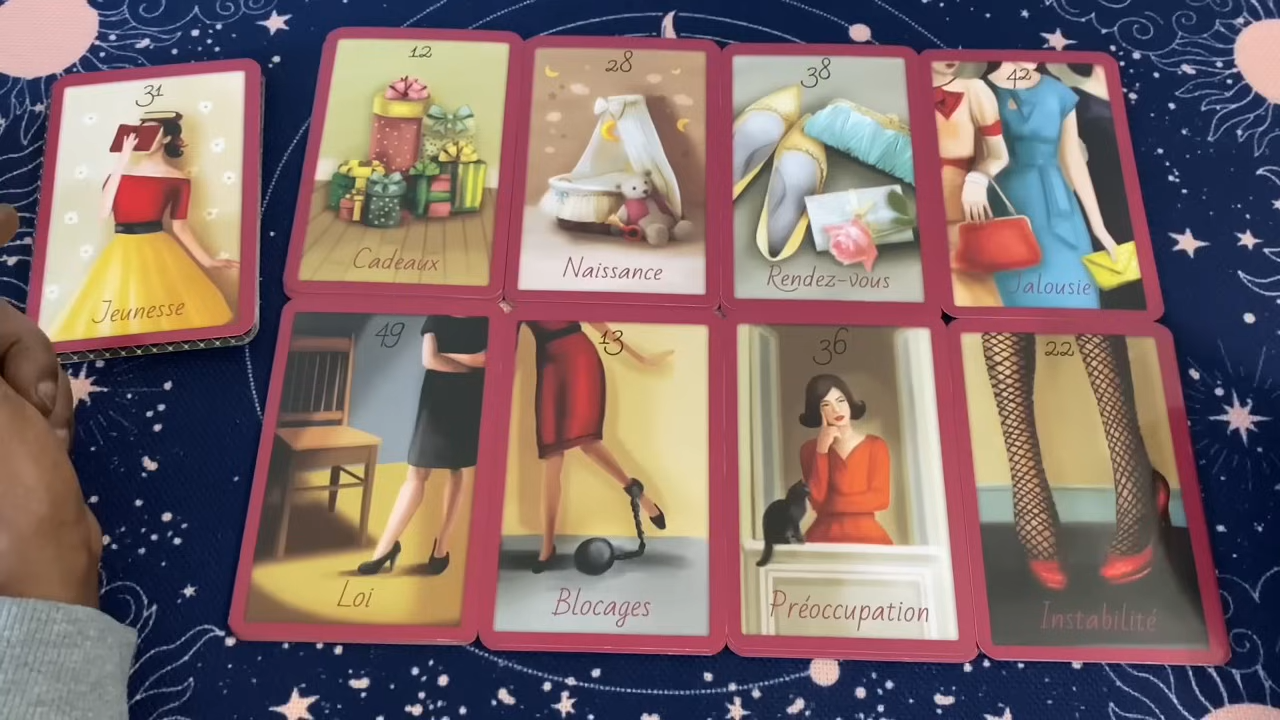 31
Jeunesse
12
Cadeaux
28
Naissance
38
Rendez-vous
42
Jalousie
49
Loi
13
Blocages
36
Préoccupation
22
Instabilité